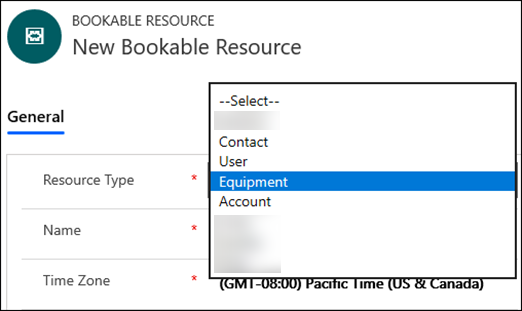 BOOKABLE RESOURCE
New Bookable Resource
General
--Select--
Contact
User
Equipment
Account
Resource Type *
Name *
Time Zone *
(GMT-08:00) Pacific Time (US & Canada)